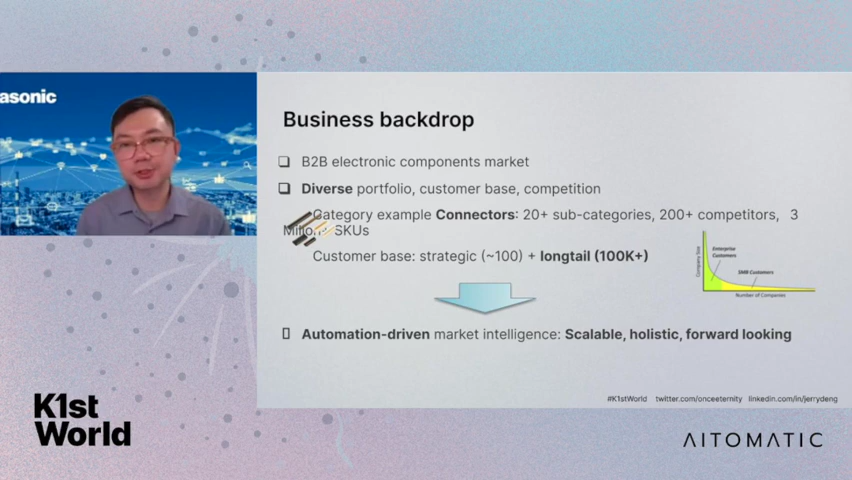 asonic
Business backdrop
B2B electronic components market
Diverse portfolio, customer base, competition
Category example Connectors: 20+ sub-categories, 200+ competitors, 3
SKUs
Customer base: strategic (~100) + longtail (100K+)
Company Size
Enterprise
Customers
SMB Customers
Number of Companies
Automation-driven market intelligence: Scalable, holistic, forward looking
#K1stWorld twitter.com/onceeternity linkedin.com/in/jerrydeng
K1st
World
AITOMATIC